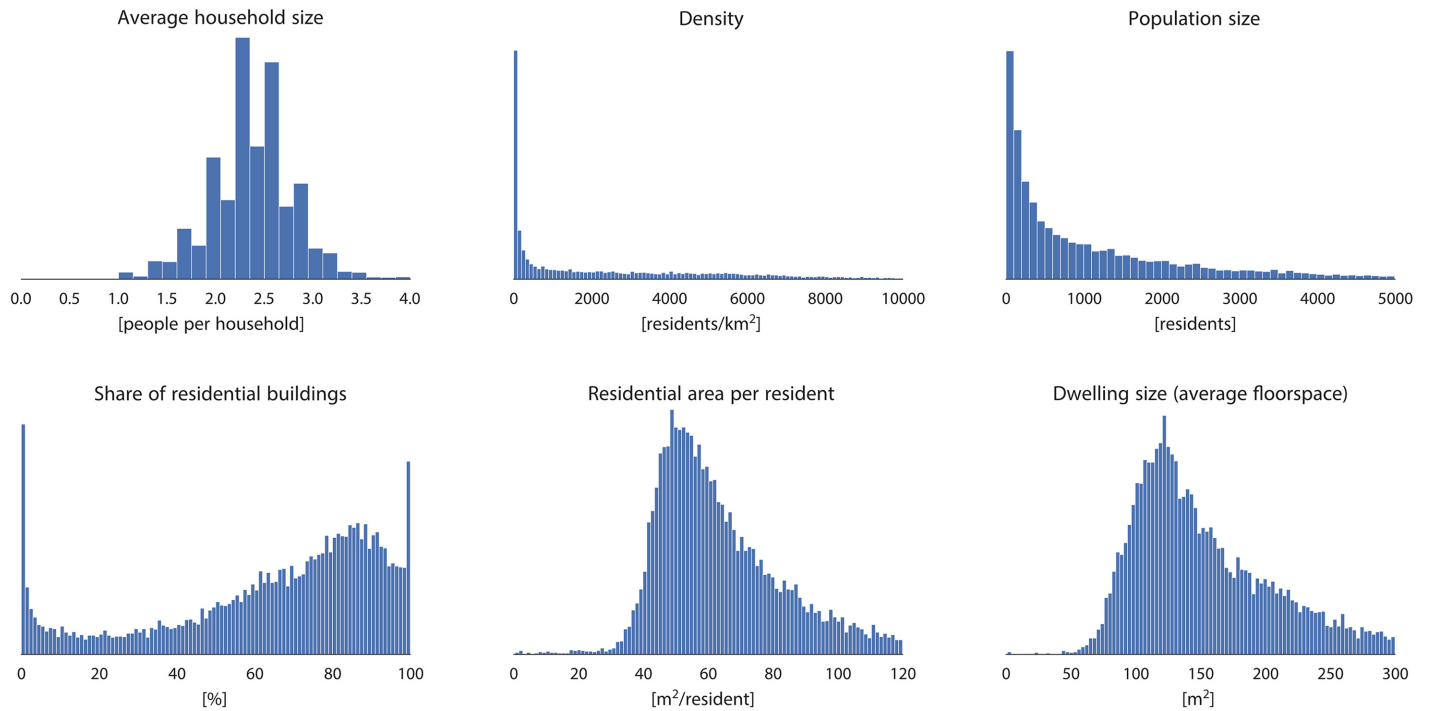 Average household size
0.0 0.5 1.0 1.5 2.0 2.5 3.0 3.5 4.0
[people per household]
Density
0 2000 4000 6000 8000 10000
[residents/km²]
Population size
0 1000 2000 3000 4000 5000
[residents]
Share of residential buildings
0 20 40 60 80 100
[%]
Residential area per resident
0 20 40 60 80 100 120
[m²/resident]
Dwelling size (average floorspace)
0 50 100 150 200 250 300
[m²]